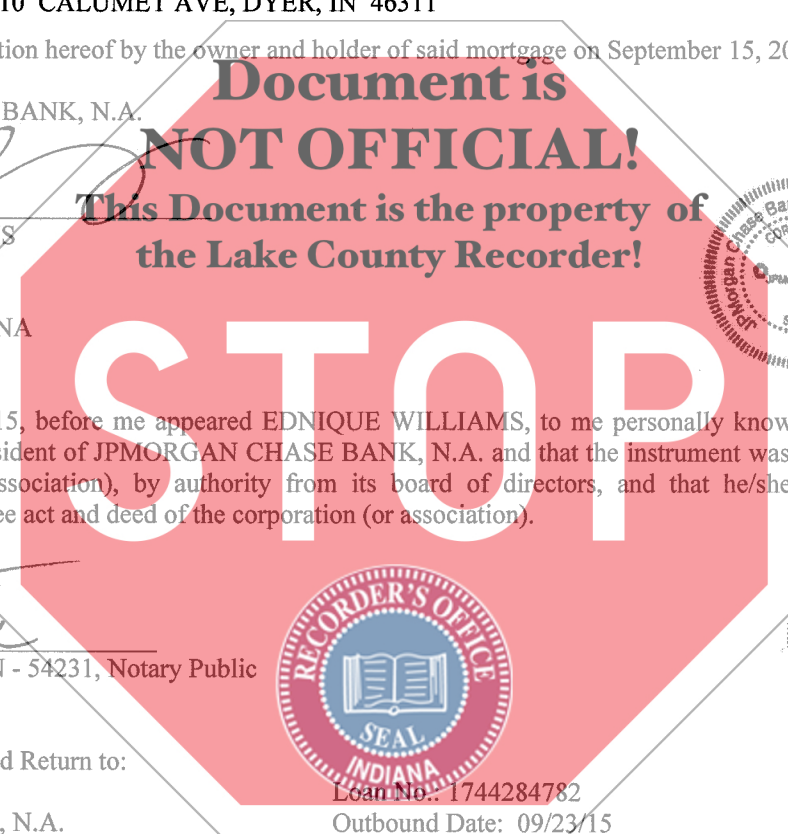 10 CALUMET AVE, DYER, IN 46311
tion hereof by the owner and holder of said mortgage on September 15, 20
Document is
BANK, N.A.
NOT OFFICIAL!
This Document is the property of
S
the Lake County Recorder!
JPMorgan Chase Ban
COR
JPM
S
NA
STOP
15, before me appeared EDNIQUE WILLIAMS, to me personally know
sident of JPMORGAN CHASE BANK, N.A. and that the instrument was
ssociation), by authority from its board of directors, and that he/she
ee act and deed of the corporation (or association).
RECORDER'S OFFICE
SEAL
INDIANA
N - 54231, Notary Public
d Return to:
Loan No.: 1744284782
, N.A.
Outbound Date: 09/23/15